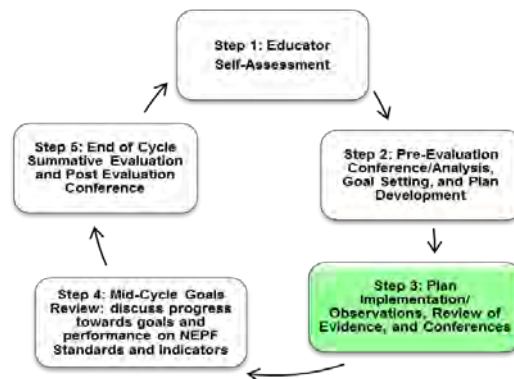 Step 1: Educator
Self-Assessment
Step 2: Pre-Evaluation
Conference/Analysis,
Goal Setting, and Plan
Development
Step 3: Plan
Implementation/
Observations, Review of
Evidence, and Conferences
Step 4: Mid-Cycle Goals
Review: discuss progress
towards goals and
performance on NEPF
Standards and Indicators
Step 5: End of Cycle
Summative Evaluation
and Post Evaluation
Conference